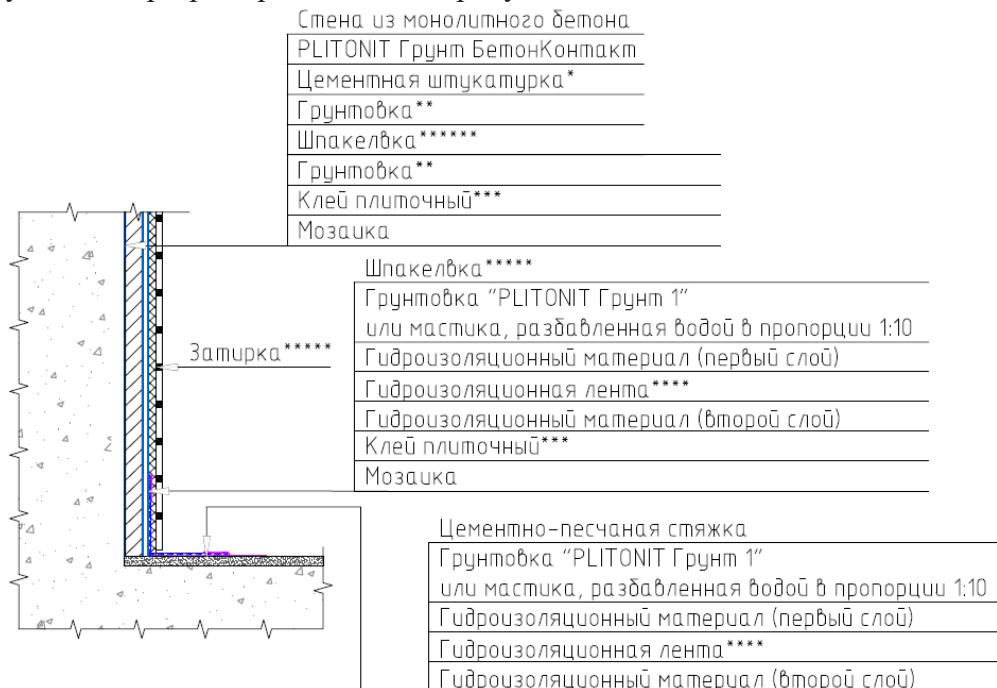 Стена из монолитного бетона
PLITONIT Грунт БетонКонтакт
Цементная штукатурка*
Грунтовка**
Шпакелвка******
Грунтовка**
Клей плиточный***
Мозаика
Шпакелвка*****
Грунтовка "PLITONIT Грунт 1"
или мастика, разбавленная водой в пропорции 1:10
Гидроизоляционный материал (первый слой)
Гидроизоляционная лента****
Гидроизоляционный материал (второй слой)
Клей плиточный***
Мозаика
Затирка*****
Цементно-песчаная стяжка
Грунтовка "PLITONIT Грунт 1"
или мастика, разбавленная водой в пропорции 1:10
Гидроизоляционный материал (первый слой)
Гидроизоляционная лента****
Гидроизоляционный материал (второй слой)